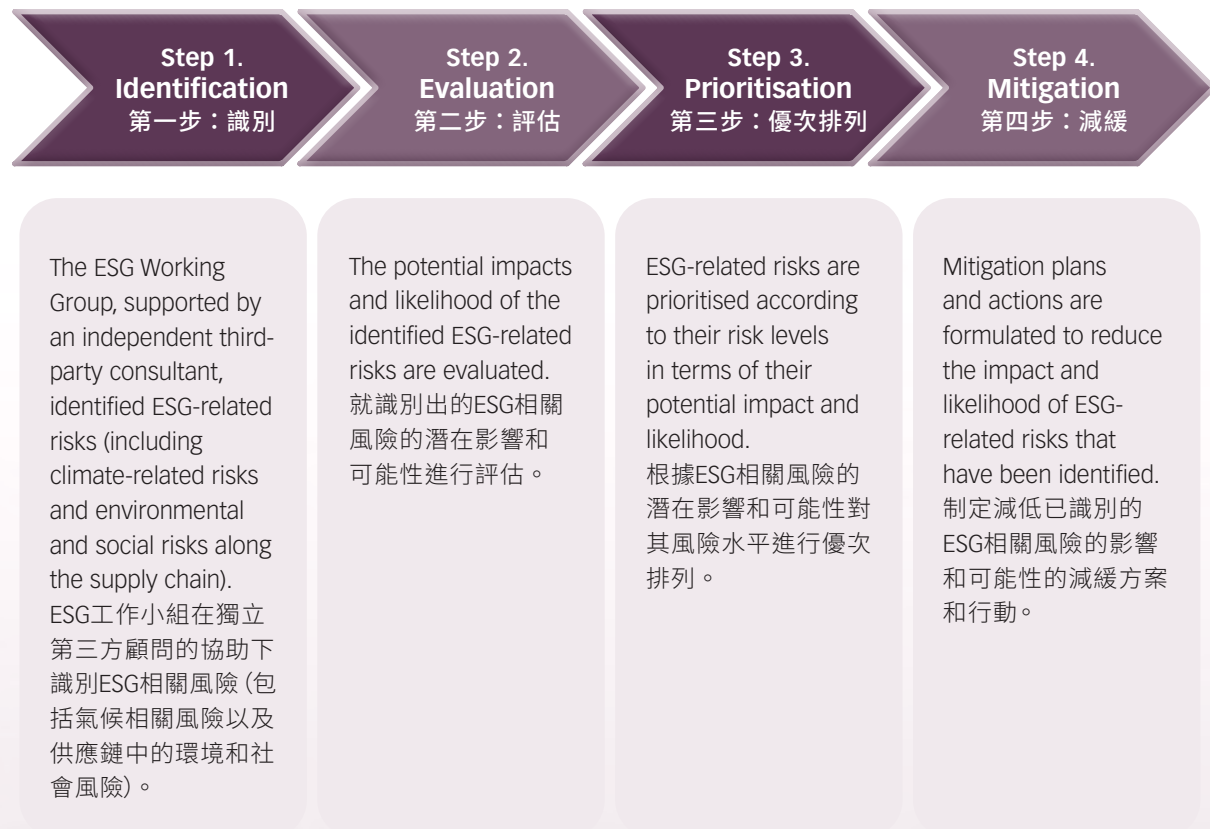 Step 1.
Identification
第一步：識別
Step 2.
Evaluation
第二步：評估
Step 3.
Prioritisation
第三步：優次排列
Step 4.
Mitigation
第四步：減緩
The ESG Working
Group, supported by
an independent third-
party consultant,
identified ESG-related
risks (including
climate-related risks
and environmental
and social risks along
the supply chain).
ESG工作小組在獨立
第三方顧問的協助下
識別ESG相關風險（包
括氣候相關風險以及
供應鏈中的環境和社
會風險）。
The potential impacts
and likelihood of the
identified ESG-related
risks are evaluated.
就識別出的ESG相關
風險的潛在影響和
可能性進行評估。
ESG-related risks are
prioritised according
to their risk levels
in terms of their
potential impact and
likelihood.
根據ESG相關風險的
潛在影響和可能性對
其風險水平進行優次
排列。
Mitigation plans
and actions are
formulated to reduce
the impact and
likelihood of ESG-
related risks that
have been identified.
制定減低已識別的
ESG相關風險的影響
和可能性的減緩方案
和行動。